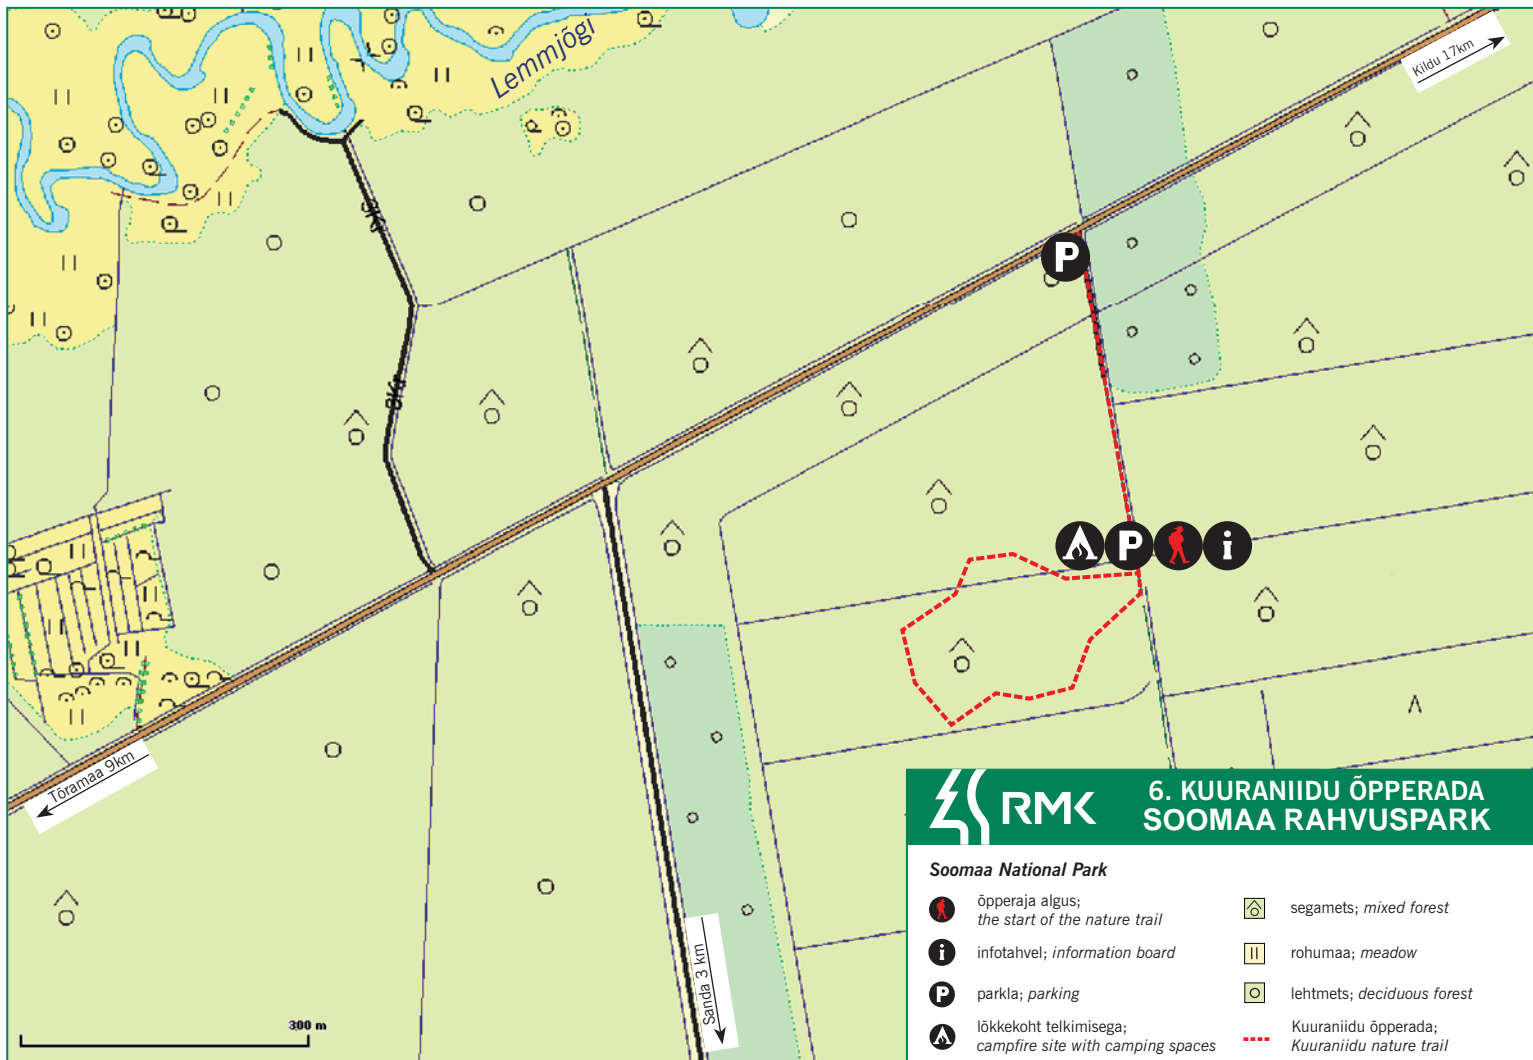 Lemmjõgi
Kildu 17km
P
P
i
Tõramaa 9km
Sanda 3 km
300 m
RMK
6. KUURANIIDU ÕPPERADA
SOOMAA RAHVUSPARK
Soomaa National Park
õpperaja algus;
the start of the nature trail
i
infotahvel; information board
P
parkla; parking
lõkkekoht telkimisega;
campfire site with camping spaces
segamets; mixed forest
rohumaa; meadow
lehtmets; deciduous forest
Kuuraniidu õpperada;
Kuuraniidu nature trail